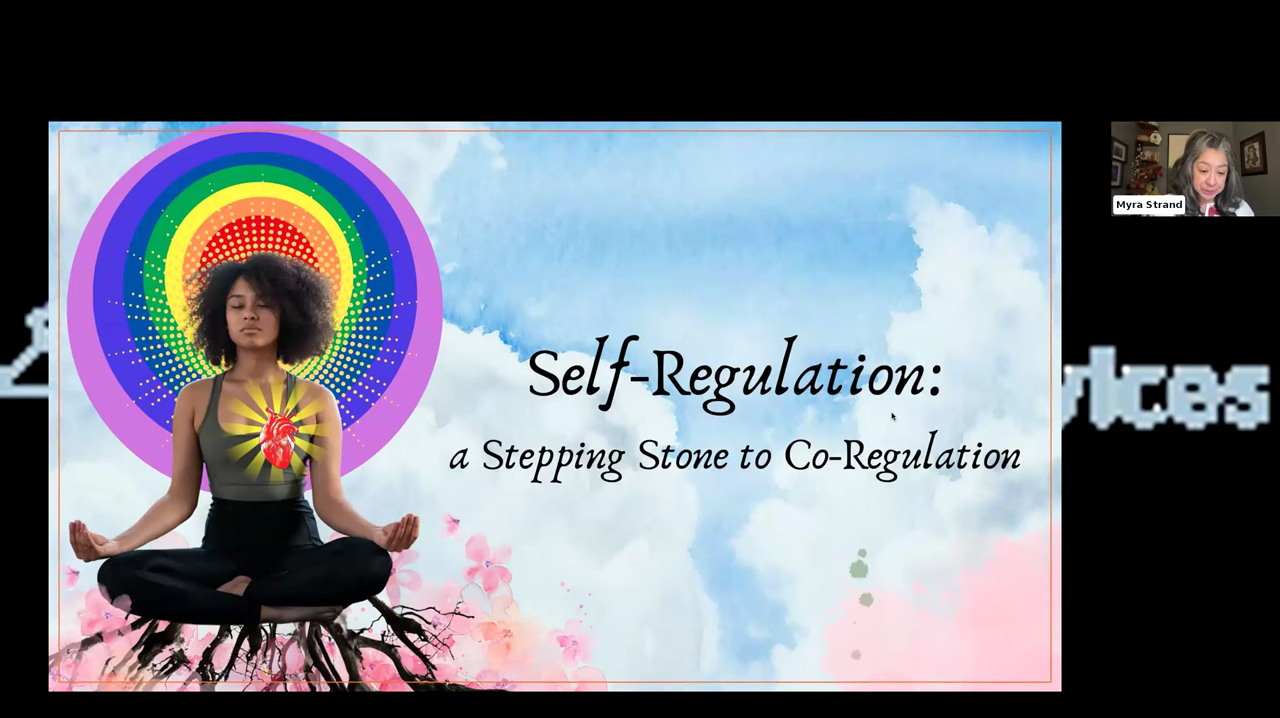 Self-Regulation:
a Stepping Stone to Co-Regulation
Myra Strand